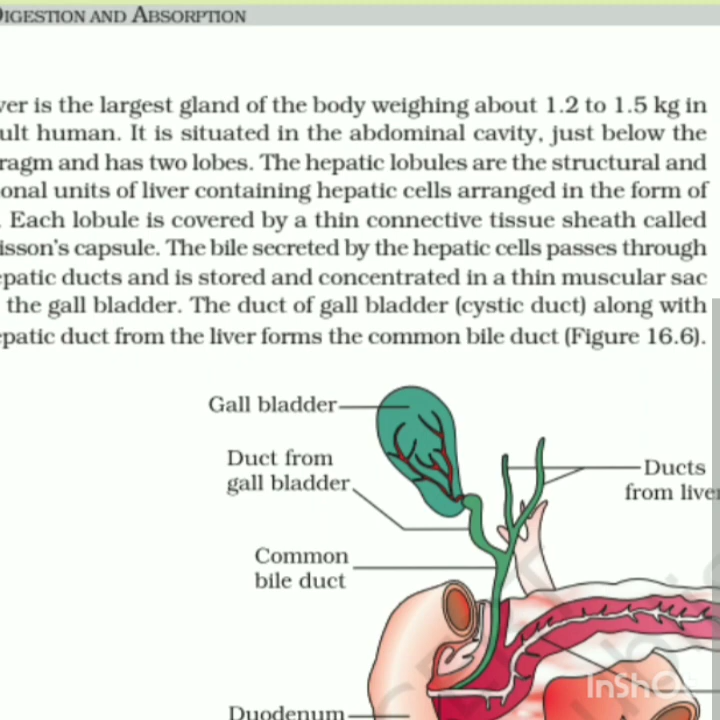 DIGESTION AND ABSORPTION
ver is the largest gland of the body weighing about 1.2 to 1.5 kg in
ult human. It is situated in the abdominal cavity, just below the
ragm and has two lobes. The hepatic lobules are the structural and
onal units of liver containing hepatic cells arranged in the form of
. Each lobule is covered by a thin connective tissue sheath called
isson's capsule. The bile secreted by the hepatic cells passes through
epatic ducts and is stored and concentrated in a thin muscular sac
the gall bladder. The duct of gall bladder (cystic duct) along with
epatic duct from the liver forms the common bile duct (Figure 16.6).
Gall bladder
Duct from
gall bladder
Ducts
from liver
Common
bile duct
Duodenum
InShO